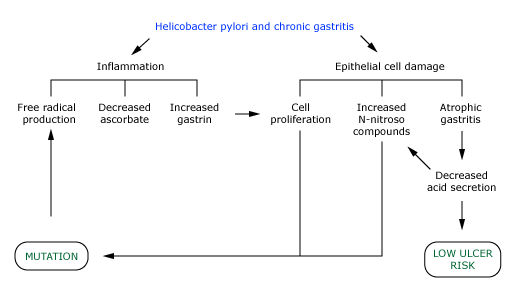 Helicobacter pylori and chronic gastritis
Inflammation
Epithelial cell damage
Free radical
production
Decreased
ascorbate
Increased
gastrin
Cell
proliferation
Increased
N-nitroso
compounds
Atrophic
gastritis
Decreased
acid secretion
MUTATION
LOW ULCER
RISK